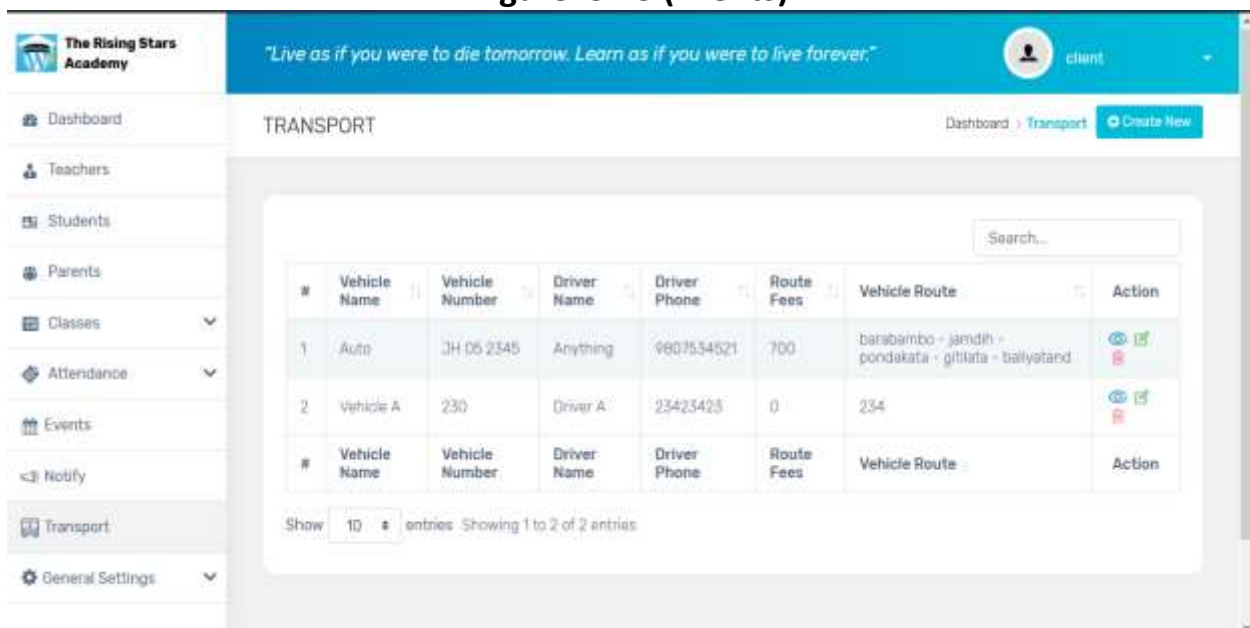 The Rising Stars
Academy
"Live as if you were to die tomorrow. Learn as if you were to live forever."
client
Dashboard
Teachers
Students
Parents
Classes
Attendance
Events
Notify
Transport
General Settings
TRANSPORT
Dashboard > Transport
Create New
Search...
# Vehicle Name Vehicle Number Driver Name Driver Phone Route Fees Vehicle Route Action
1 Auto JH 05 2345 Anything 9807534521 700 barabambo - jamdih -
pondakata - gitilata - baliyatand
2 Vehicle A 230 Driver A 23423423 0 234
# Vehicle Name Vehicle Number Driver Name Driver Phone Route Fees Vehicle Route Action
Show 10 entries Showing 1 to 2 of 2 entries